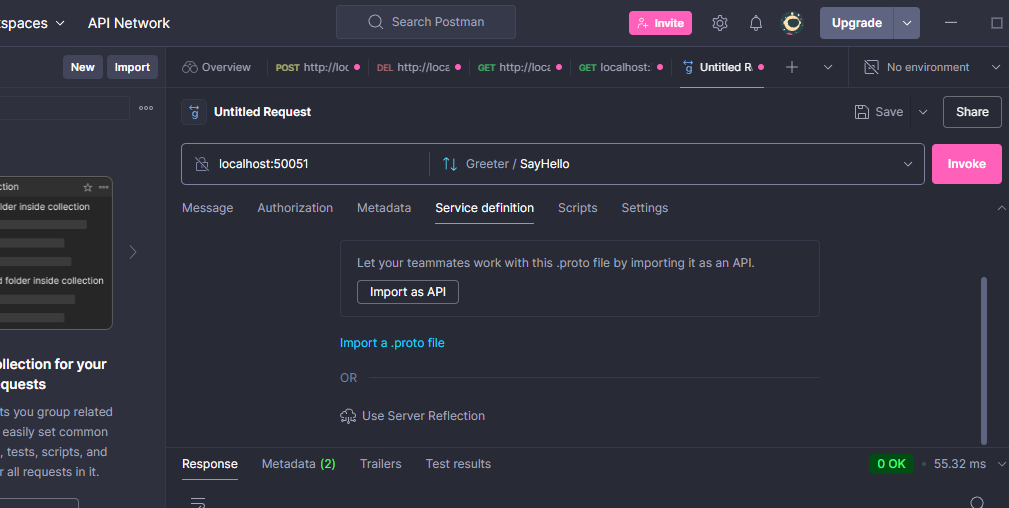 spaces API Network Search Postman Invite Upgrade
New Import Overview POST http://loc DEL http://loca GET http://loca GET localhost: Untitled R No environment
Untitled Request Save Share
localhost:50051 Greeter / SayHello Invoke
Message Authorization Metadata Service definition Scripts Settings
ction
older inside collection
d folder inside collection
Let your teammates work with this .proto file by importing it as an API.
Import as API
Import a .proto file
OR
Use Server Reflection
ollection for your
quests
ts you group related
easily set common
, tests, scripts, and
r all requests in it.
Response Metadata (2) Trailers Test results 0 OK 55.32 ms